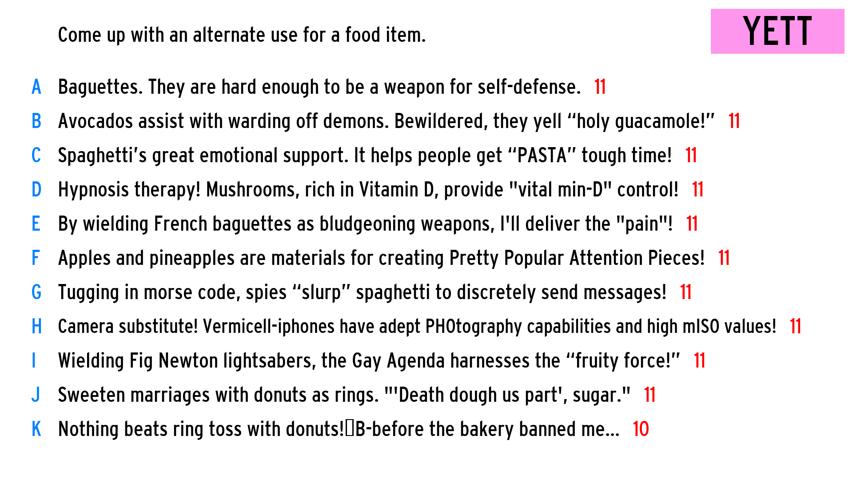 Come up with an alternate use for a food item.
YETT
A Baguettes. They are hard enough to be a weapon for self-defense. 11
B Avocados assist with warding off demons. Bewildered, they yell “holy guacamole!” 11
C Spaghetti’s great emotional support. It helps people get “PASTA” tough time! 11
D Hypnosis therapy! Mushrooms, rich in Vitamin D, provide "vital min-D" control! 11
E By wielding French baguettes as bludgeoning weapons, I'll deliver the "pain"! 11
F Apples and pineapples are materials for creating Pretty Popular Attention Pieces! 11
G Tugging in morse code, spies “slurp” spaghetti to discretely send messages! 11
H Camera substitute! Vermicell-iphones have adept PHOtography capabilities and high mISO values! 11
I Wielding Fig Newton lightsabers, the Gay Agenda harnesses the “fruity force!” 11
J Sweeten marriages with donuts as rings. "'Death dough us part', sugar." 11
K Nothing beats ring toss with donuts!▯B-before the bakery banned me... 10